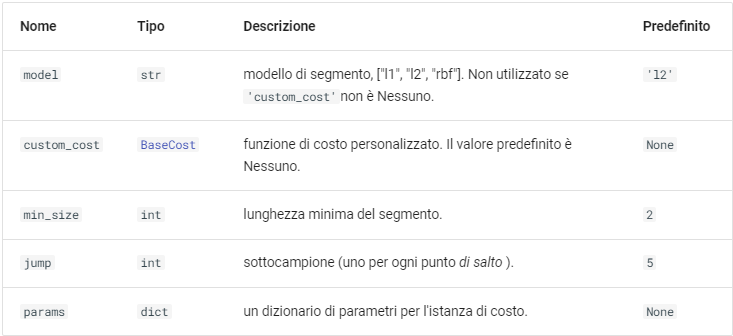 Nome Tipo Descrizione Predefinito
model str modello di segmento, ["l1", "l2", "rbf"]. Non utilizzato se 'l2'
'custom_cost' non è Nessuno.
custom_cost BaseCost funzione di costo personalizzato. Il valore predefinito è None
Nessuno.
min_size int lunghezza minima del segmento. 2
jump int sottocampione (uno per ogni punto di salto ). 5
params dict un dizionario di parametri per l'istanza di costo. None